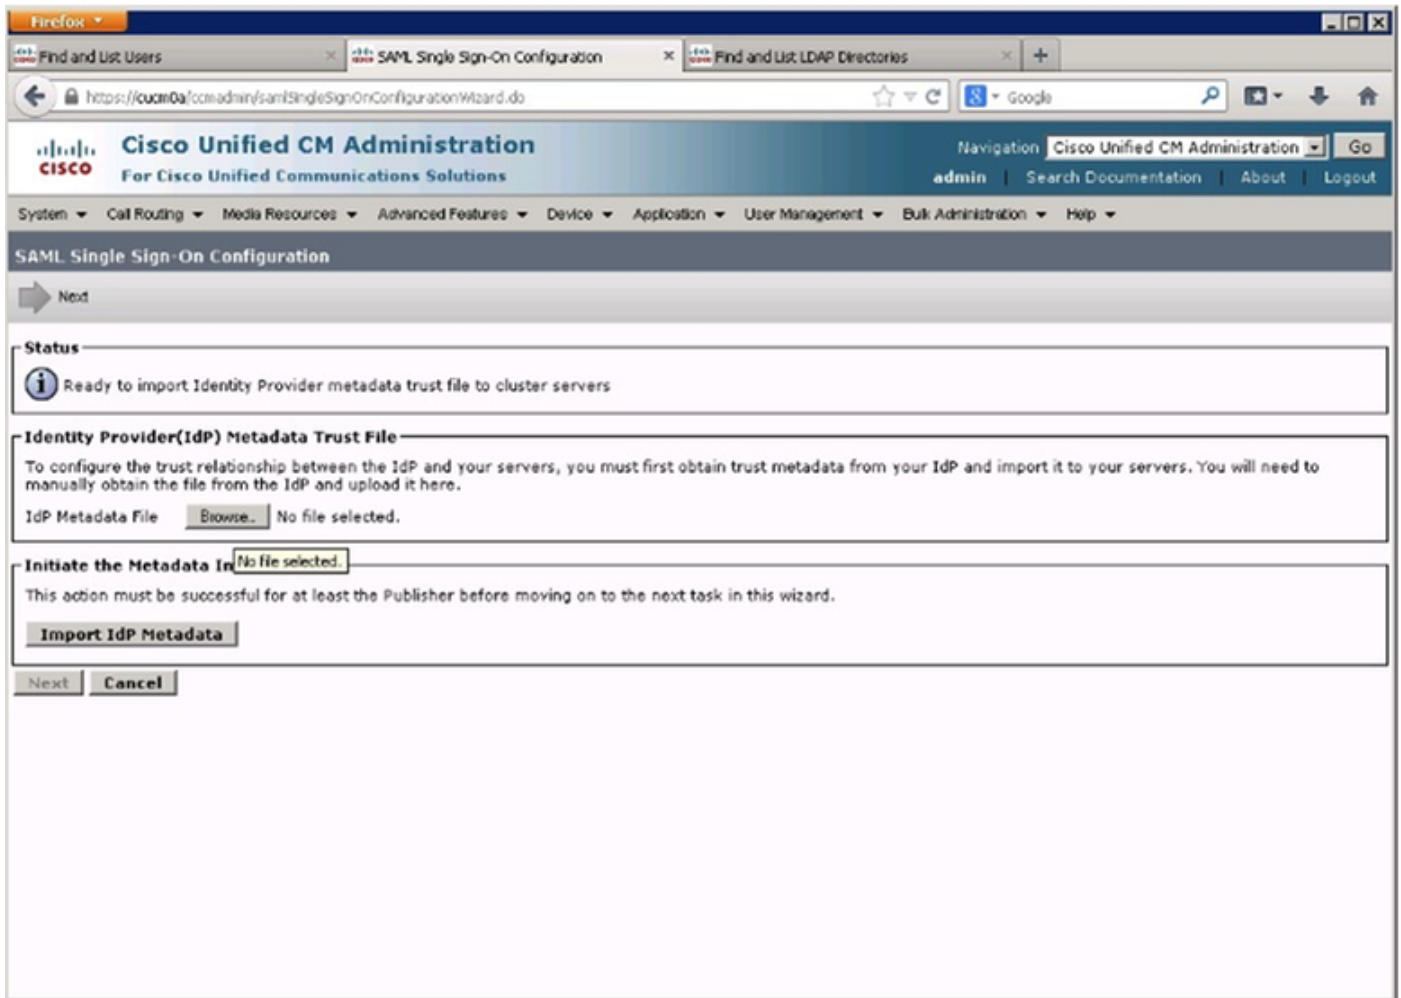 Firefox
Find and List Users
SAML Single Sign-On Configuration
Find and List LDAP Directories
https://cucm0a/ccmadmin/samlSingleSignOnConfigurationWizard.do
Google
CISCO
Cisco Unified CM Administration
For Cisco Unified Communications Solutions
Navigation Cisco Unified CM Administration Go
admin | Search Documentation | About | Logout
System Call Routing Media Resources Advanced Features Device Application User Management Bulk Administration Help
SAML Single Sign-On Configuration
Next
Status
Ready to import Identity Provider metadata trust file to cluster servers
Identity Provider(IdP) Metadata Trust File
To configure the trust relationship between the IdP and your servers, you must first obtain trust metadata from your IdP and import it to your servers. You will need to
manually obtain the file from the IdP and upload it here.
IdP Metadata File Browse.. No file selected.
Initiate the Metadata Im
No file selected.
This action must be successful for at least the Publisher before moving on to the next task in this wizard.
Import IdP Metadata
Next Cancel